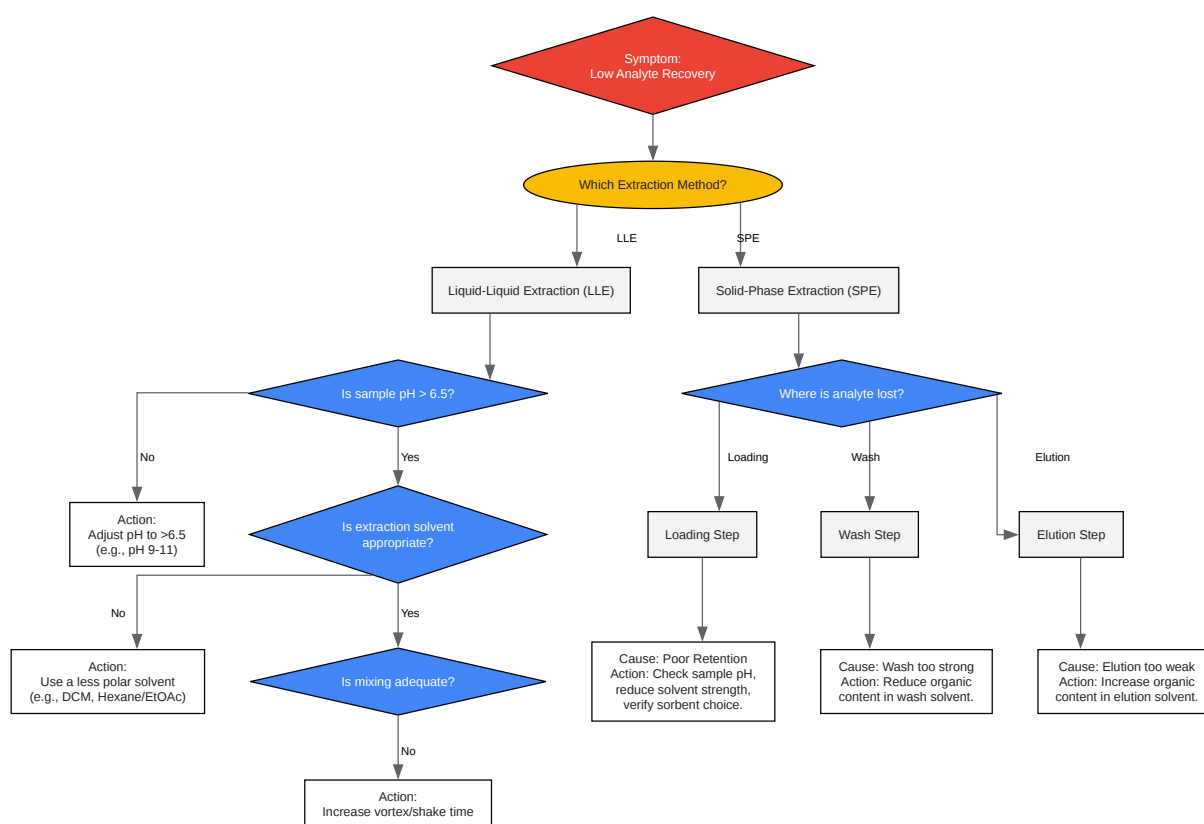 Symptom:
Low Analyte Recovery
Which Extraction Method?
LLE
SPE
Liquid-Liquid Extraction (LLE)
Solid-Phase Extraction (SPE)
Is sample pH > 6.5?
Where is analyte lost?
No
Yes
Loading
Wash
Elution
Action:
Adjust pH to >6.5
(e.g., pH 9-11)
Is extraction solvent
appropriate?
Loading Step
Wash Step
Elution Step
No
Yes
Action:
Use a less polar solvent
(e.g., DCM, Hexane/EtOAc)
Is mixing adequate?
Cause: Poor Retention
Action: Check sample pH,
reduce solvent strength,
verify sorbent choice.
Cause: Wash too strong
Action: Reduce organic
content in wash solvent.
Cause: Elution too weak
Action: Increase organic
content in elution solvent.
No
Action:
Increase vortex/shake time